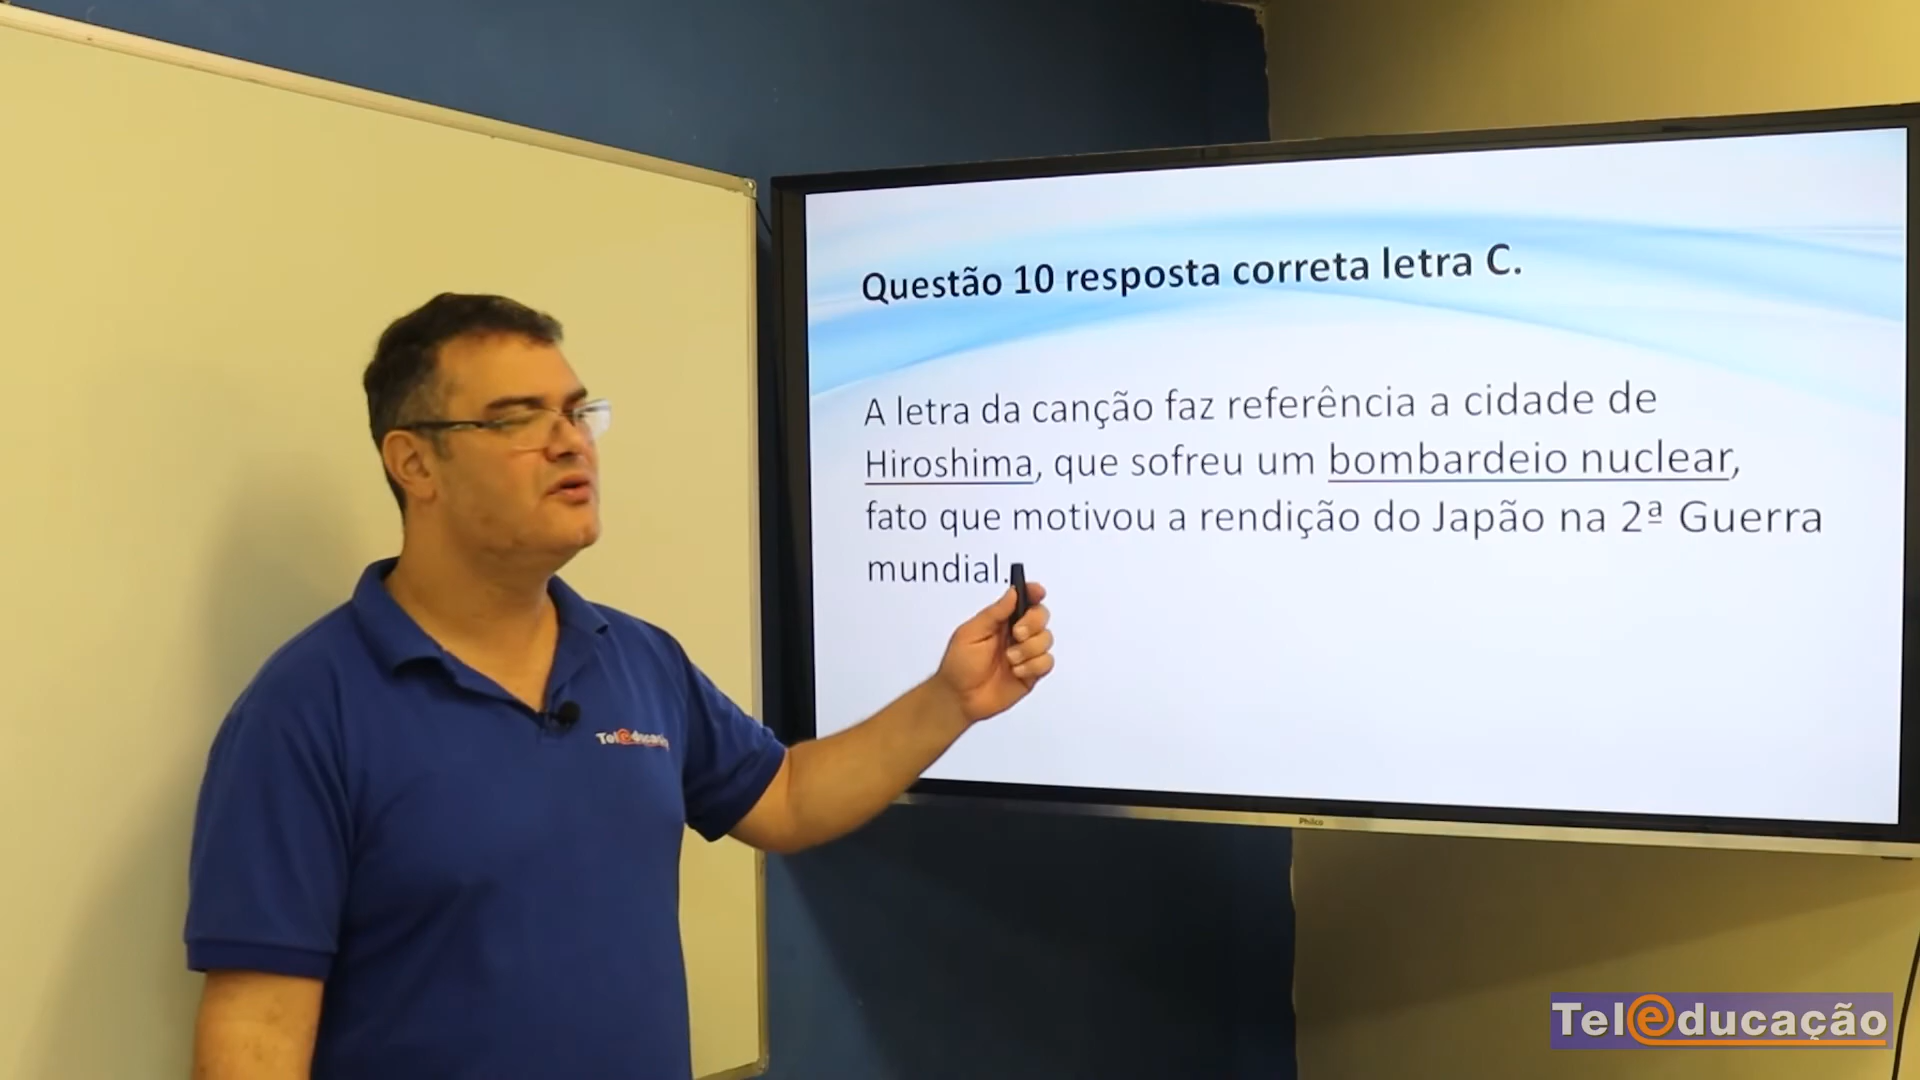 Questão 10 resposta correta letra C.
A letra da canção faz referência a cidade de
Hiroshima, que sofreu um bombardeio nuclear,
fato que motivou a rendição do Japão na 2ª Guerra
mundial.
Teleducação
Philco
Teleducação